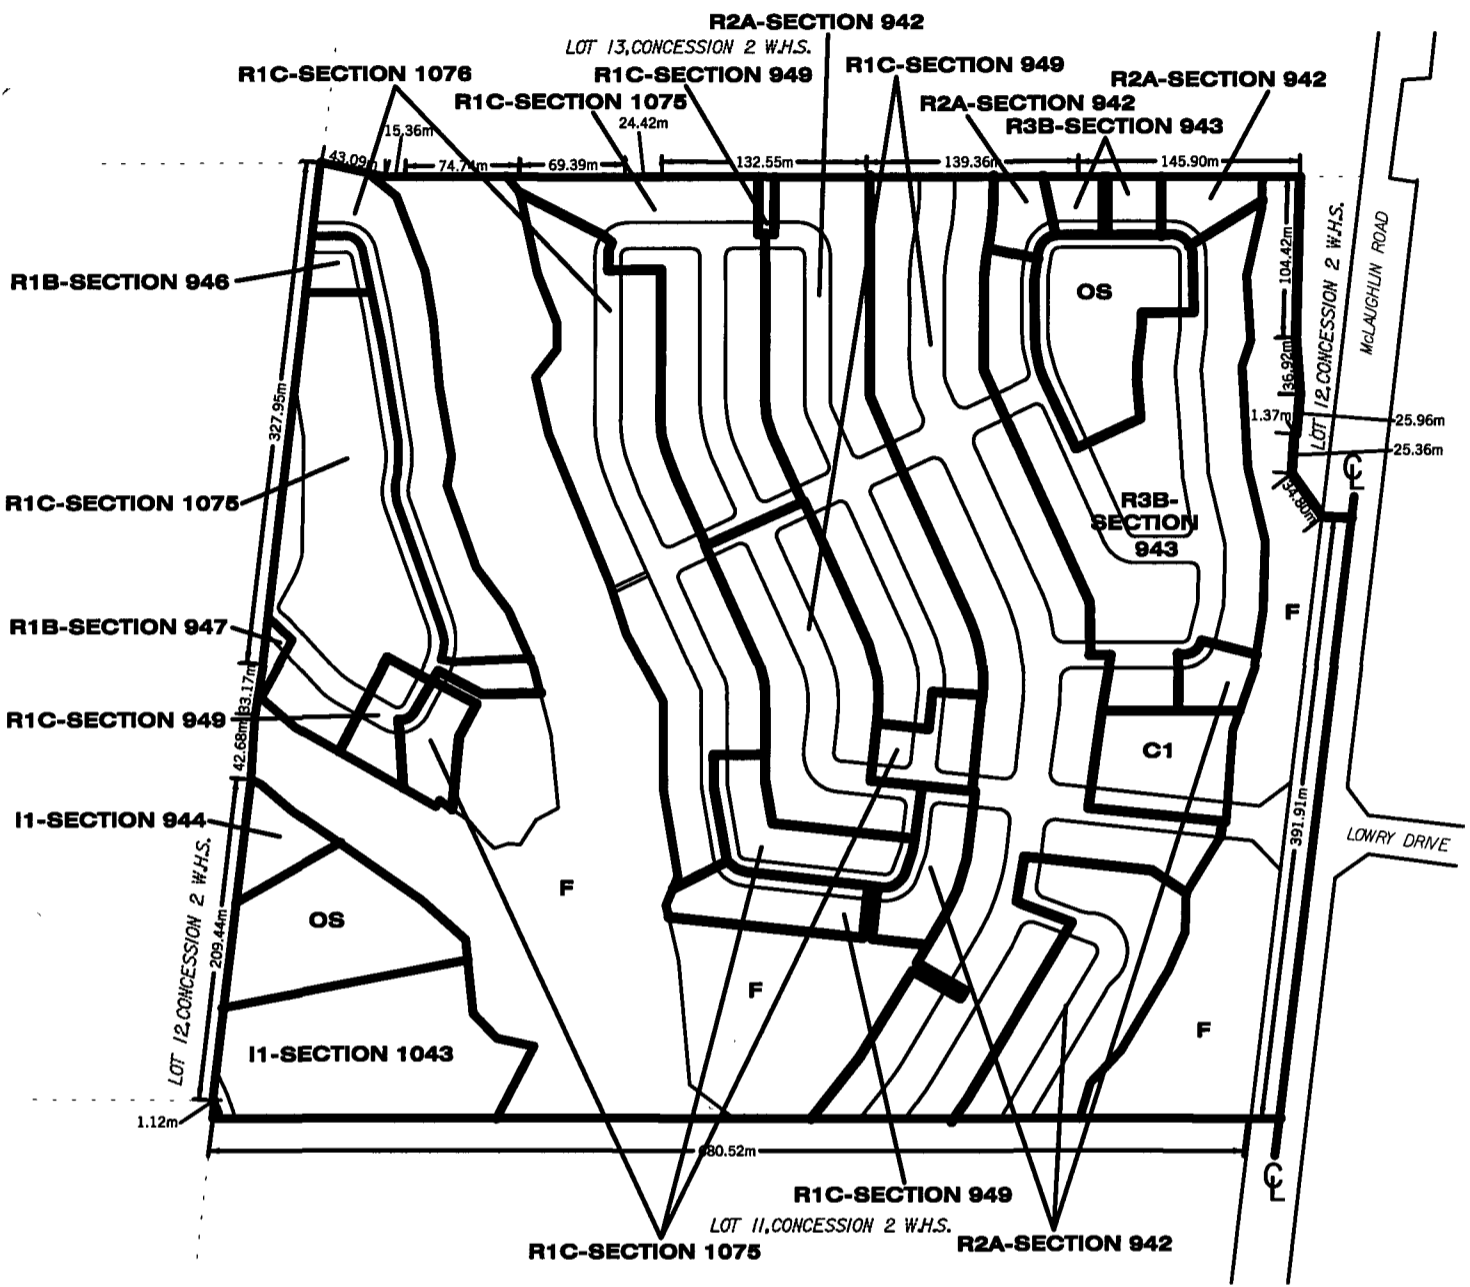 R2A-SECTION 942
LOT 13,CONCESSION 2 W.H.S.
R1C-SECTION 1076
R1C-SECTION 949
R1C-SECTION 949
R2A-SECTION 942
R1C-SECTION 1075
R2A-SECTION 942
24.42m
R3B-SECTION 943
15.36m
43.09m
74.74m
69.39m
132.55m
139.36m
145.90m
104.42m
LOT 12,CONCESSION 2 W.H.S.
McLAUGHLIN ROAD
R1B-SECTION 946
OS
36.92m
327.95m
1.37m
25.96m
25.36m
CL
34.80m
R1C-SECTION 1075
R3B-
SECTION
943
F
R1B-SECTION 947
33.17m
R1C-SECTION 949
42.68m
C1
I1-SECTION 944
391.91m
LOWRY DRIVE
F
OS
209.44m
LOT 12,CONCESSION 2 W.H.S.
F
F
I1-SECTION 1043
1.12m
680.52m
CL
R1C-SECTION 949
LOT 11,CONCESSION 2 W.H.S.
R1C-SECTION 1075
R2A-SECTION 942